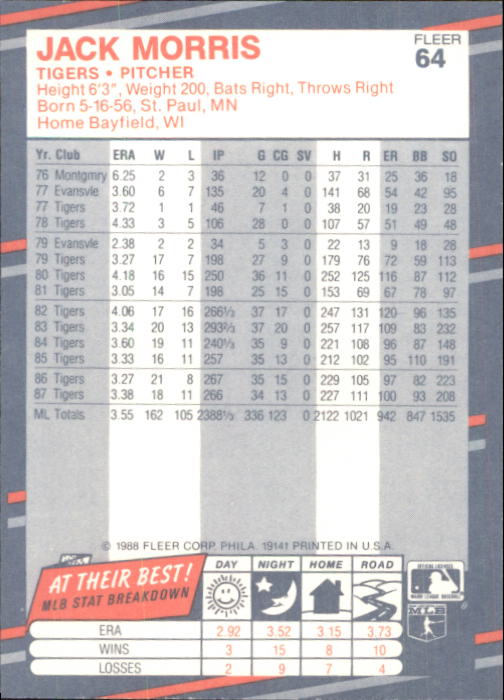 JACK MORRIS
FLEER
64
TIGERS • PITCHER
Height 6'3", Weight 200, Bats Right, Throws Right
Born 5-16-56, St. Paul, MN
Home Bayfield, WI
Yr. Club ERA W L IP G CG SV H R ER BB SO
76 Montgmry 6.25 2 3 36 12 0 0 37 31 25 36 18
77 Evansvle 3.60 6 7 135 20 4 0 141 68 54 42 95
77 Tigers 3.72 1 1 46 7 1 0 38 20 19 23 28
78 Tigers 4.33 3 5 106 28 0 0 107 57 51 49 48
79 Evansvle 2.38 2 2 34 5 3 0 22 13 9 18 28
79 Tigers 3.27 17 7 198 27 9 0 179 76 72 59 113
80 Tigers 4.18 16 15 250 36 11 0 252 125 116 87 112
81 Tigers 3.05 14 7 198 25 15 0 153 69 67 78 97
82 Tigers 4.06 17 16 266⅓ 37 17 0 247 131 120 96 135
83 Tigers 3.34 20 13 293⅔ 37 20 0 257 117 109 83 232
84 Tigers 3.60 19 11 240⅓ 35 9 0 221 108 96 87 148
85 Tigers 3.33 16 11 257 35 13 0 212 102 95 110 191
86 Tigers 3.27 21 8 267 35 15 0 229 105 97 82 223
87 Tigers 3.38 18 11 266 34 13 0 227 111 100 93 208
ML Totals 3.55 162 105 2388⅓ 336 123 0 2122 1021 942 847 1535
© 1988 FLEER CORP. PHILA. 19141 PRINTED IN U.S.A.
AT THEIR BEST!
MLB STAT BREAKDOWN
DAY NIGHT HOME ROAD
ERA 2.92 3.52 3.15 3.73
WINS 3 15 8 10
LOSSES 2 9 7 4
OFFICIAL LICENSEE
MAJOR LEAGUE BASEBALL
MLB